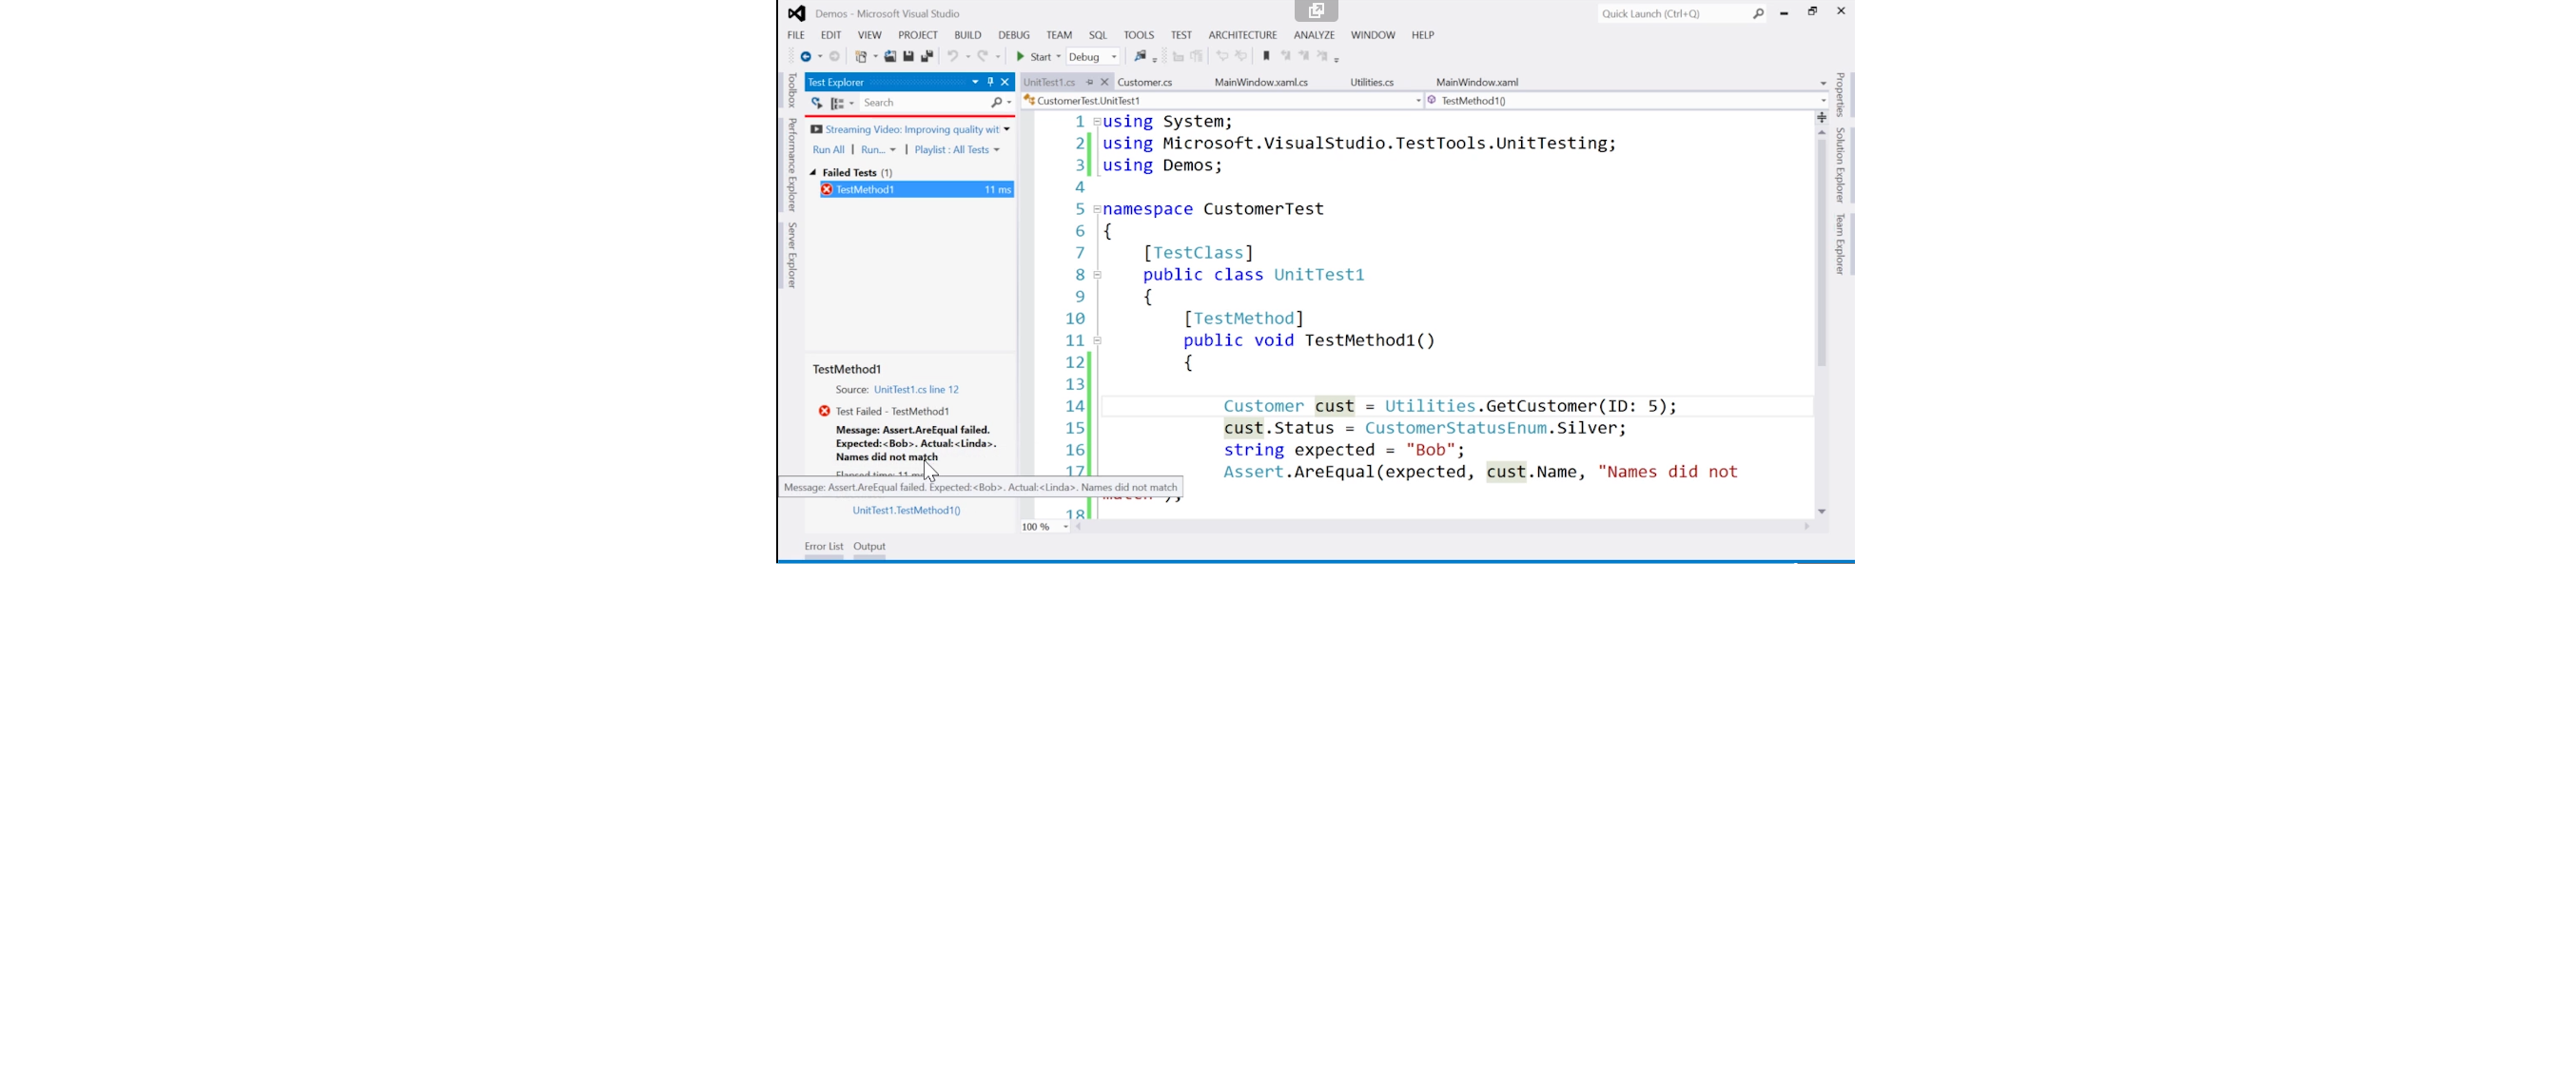 Demos - Microsoft Visual Studio
Quick Launch (Ctrl+Q)
FILE EDIT VIEW PROJECT BUILD DEBUG TEAM SQL TOOLS TEST ARCHITECTURE ANALYZE WINDOW HELP
Start Debug
Toolbox
Performance Explorer
Server Explorer
Test Explorer
Search
Streaming Video: Improving quality wit
Run All | Run... | Playlist : All Tests
Failed Tests (1)
TestMethod1 11 ms
TestMethod1
Source: UnitTest1.cs line 12
Test Failed - TestMethod1
Message: Assert.AreEqual failed.
Expected:<Bob>. Actual:<Linda>.
Names did not match
Elapsed time: 11 ms
Message: Assert.AreEqual failed. Expected:<Bob>. Actual:<Linda>. Names did not match
UnitTest1.TestMethod1()
UnitTest1.cs Customer.cs MainWindow.xaml.cs Utilities.cs MainWindow.xaml
CustomerTest.UnitTest1 TestMethod1()
1 using System;
2 using Microsoft.VisualStudio.TestTools.UnitTesting;
3 using Demos;
4
5 namespace CustomerTest
6 {
7 [TestClass]
8 public class UnitTest1
9 {
10 [TestMethod]
11 public void TestMethod1()
12 {
13
14 Customer cust = Utilities.GetCustomer(ID: 5);
15 cust.Status = CustomerStatusEnum.Silver;
16 string expected = "Bob";
17 Assert.AreEqual(expected, cust.Name, "Names did not
18
100 %
Properties
Solution Explorer
Team Explorer
Error List Output